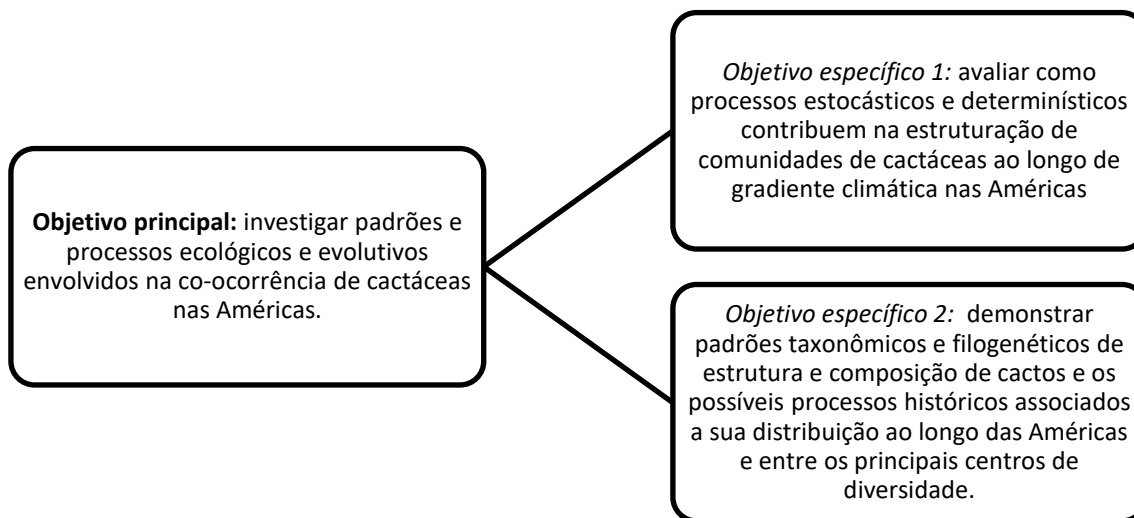 Objetivo principal: investigar padrões e
processos ecológicos e evolutivos
envolvidos na co-ocorrência de cactáceas
nas Américas.
Objetivo específico 1: avaliar como
processos estocásticos e determinísticos
contribuem na estruturação de
comunidades de cactáceas ao longo de
gradiente climática nas Américas
Objetivo específico 2: demonstrar
padrões taxonômicos e filogenéticos de
estrutura e composição de cactos e os
possíveis processos históricos associados
a sua distribuição ao longo das Américas
e entre os principais centros de
diversidade.